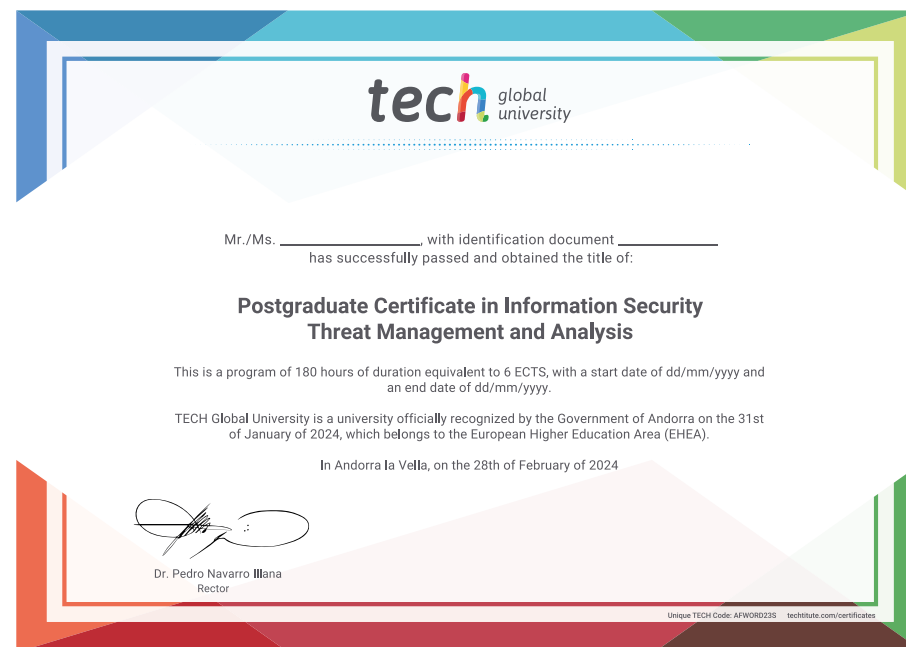 tech global
university
Mr./Ms. ____________________, with identification document ______________
has successfully passed and obtained the title of:
Postgraduate Certificate in Information Security
Threat Management and Analysis
This is a program of 180 hours of duration equivalent to 6 ECTS, with a start date of dd/mm/yyyy and
an end date of dd/mm/yyyy.
TECH Global University is a university officially recognized by the Government of Andorra on the 31st
of January of 2024, which belongs to the European Higher Education Area (EHEA).
In Andorra la Vella, on the 28th of February of 2024
Dr. Pedro Navarro Illana
Rector
Unique TECH Code: AFWORD23S techtitute.com/certificates